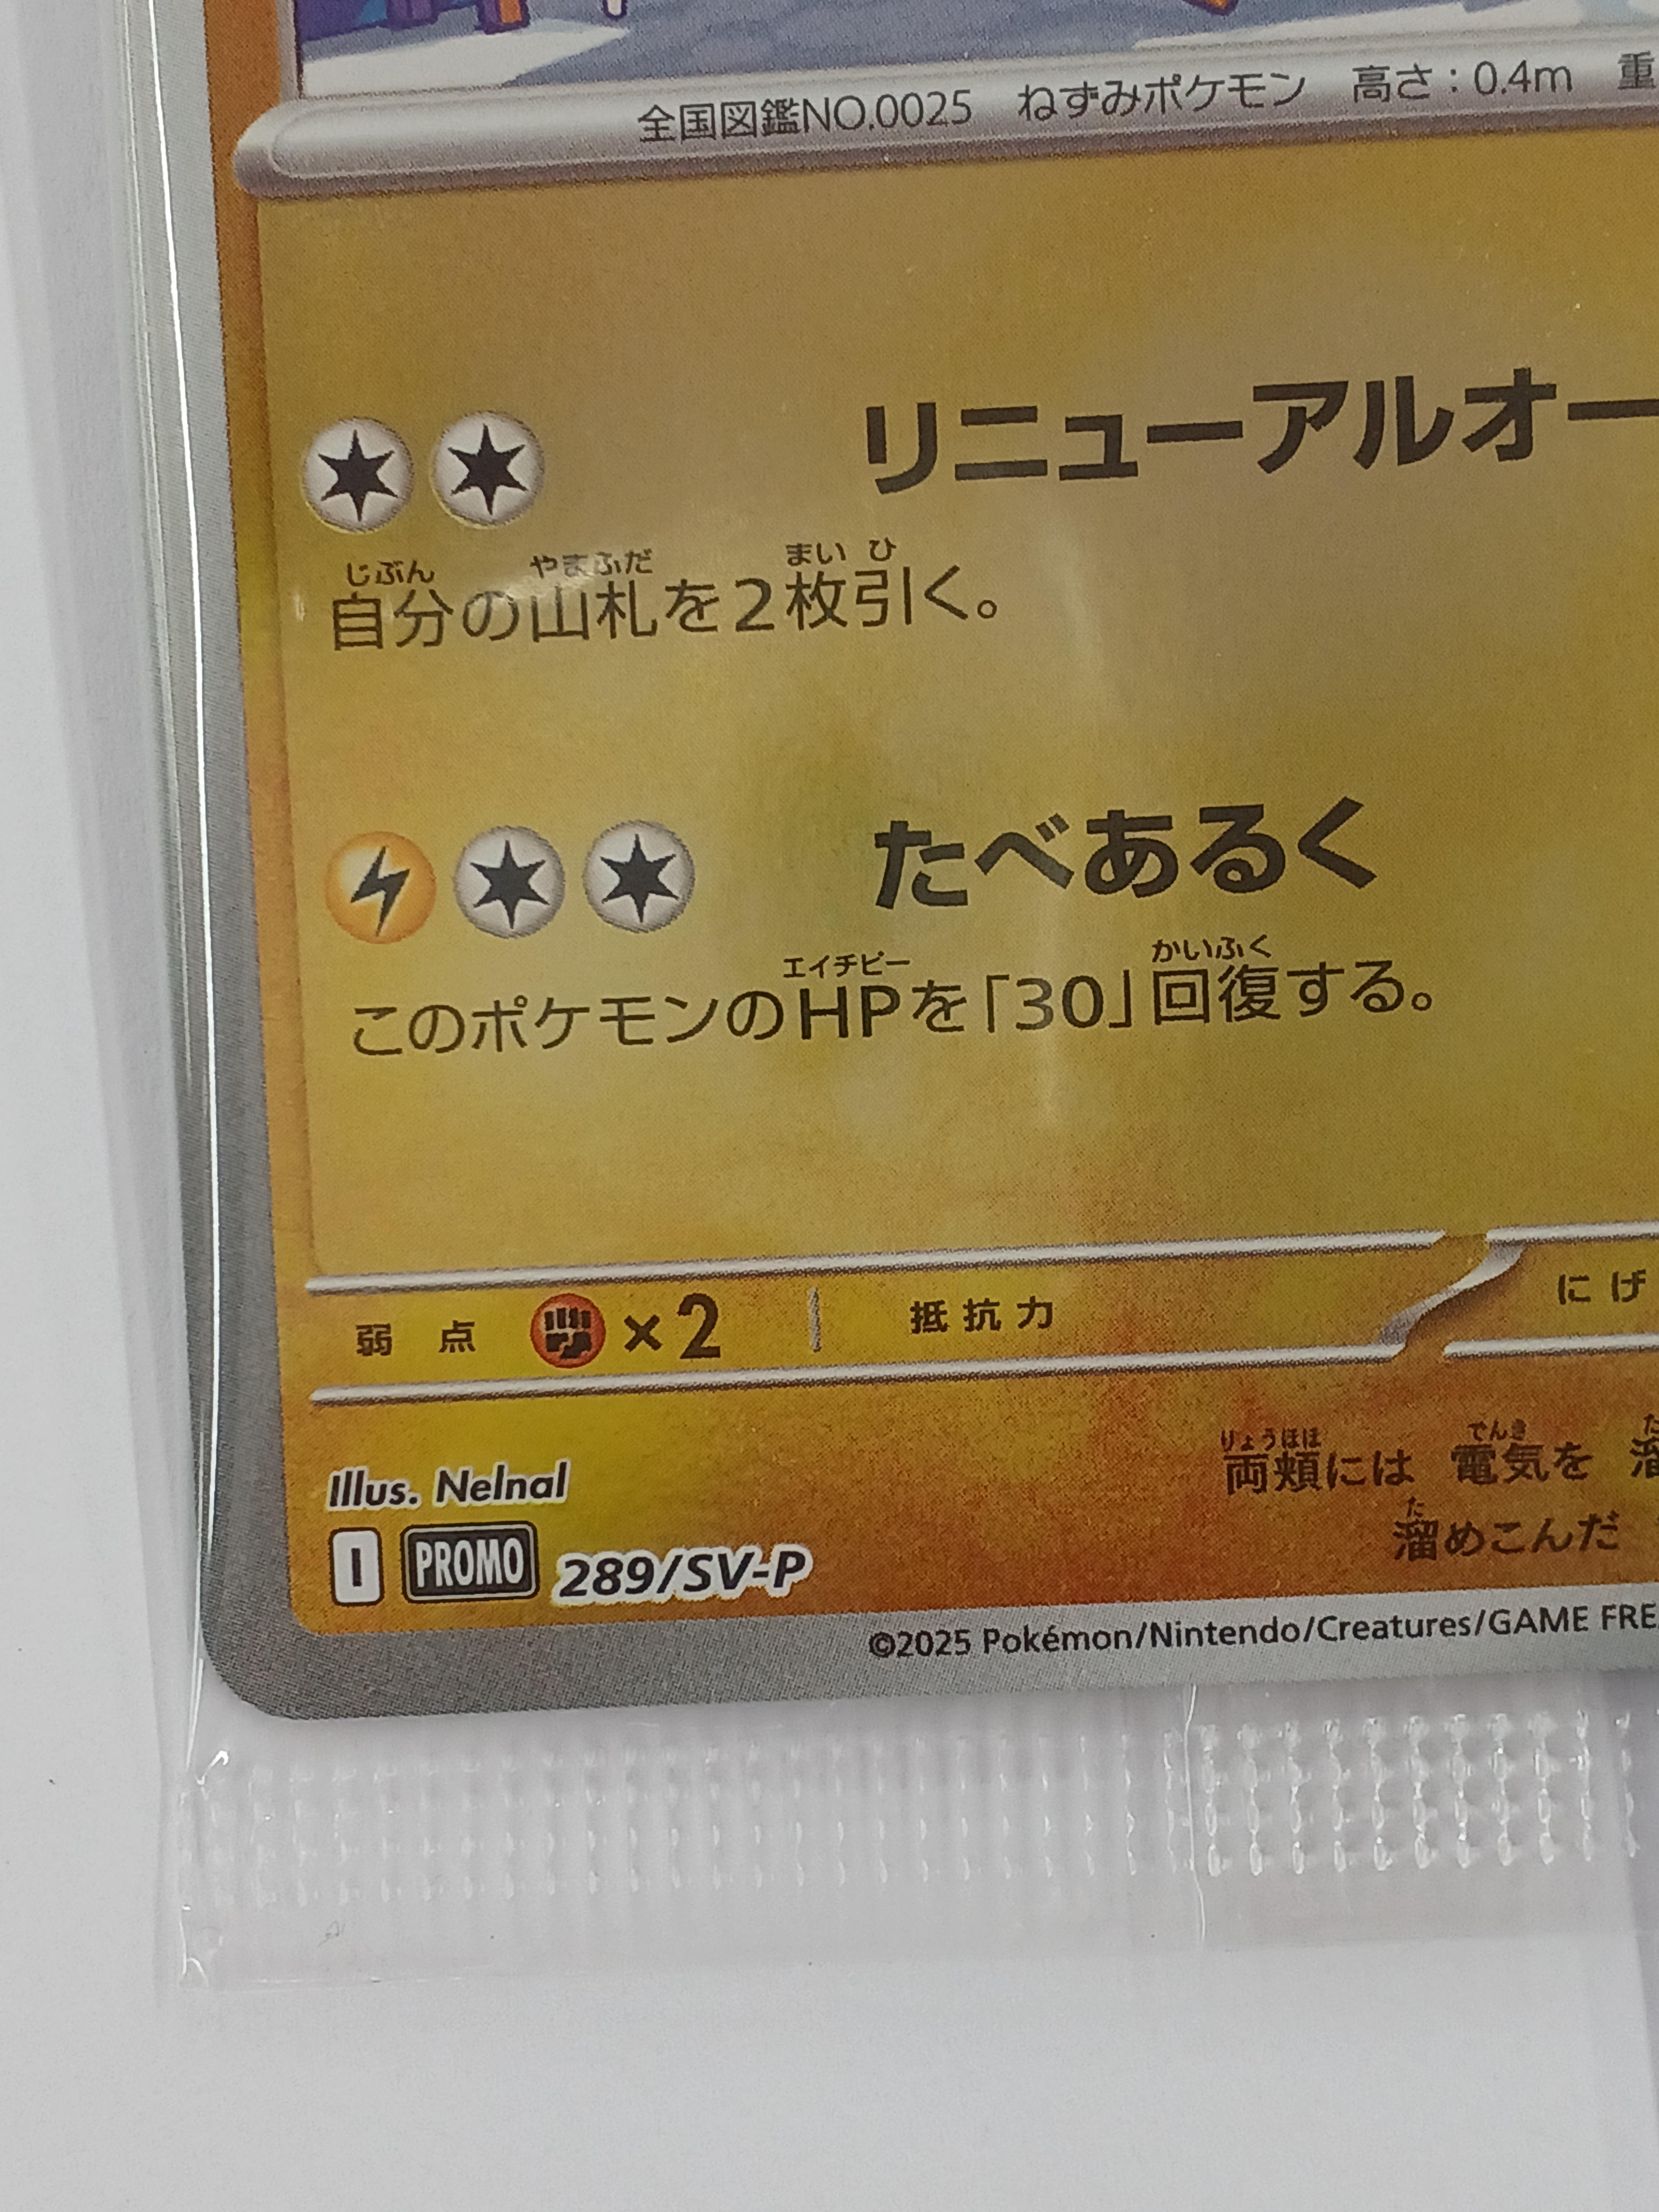 全国図鑑NO.0025 ねずみポケモン 高さ：0.4m 重
リニューアルオー
じぶん やまふだ まい ひ
自分の山札を2枚引く。
たべあるく
エイチピー かいふく
このポケモンのHPを「30」回復する。
弱点 ×2 抵抗力 にげ
りょうほほ でんき た
両頬には 電気を 溜
た
溜めこんだ
Illus. Nelnal
I PROMO 289/SV-P
©2025 Pokémon/Nintendo/Creatures/GAME FRE